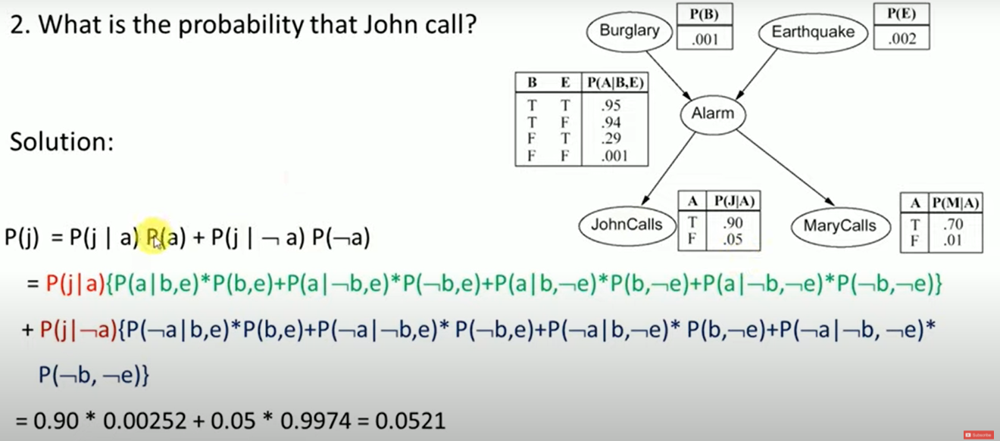 2. What is the probability that John call?
Burglary
P(B)
.001
Earthquake
P(E)
.002
B E P(A|B,E)
T T .95
T F .94
F T .29
F F .001
Alarm
Solution:
JohnCalls
A P(J|A)
T .90
F .05
MaryCalls
A P(M|A)
T .70
F .01
P(j) = P(j | a) P(a) + P(j | ¬ a) P(¬a)
= P(j|a){P(a|b,e)*P(b,e)+P(a|¬b,e)*P(¬b,e)+P(a|b,¬e)*P(b,¬e)+P(a|¬b,¬e)*P(¬b,¬e)}
+ P(j|¬a){P(¬a|b,e)*P(b,e)+P(¬a|¬b,e)* P(¬b,e)+P(¬a|b,¬e)* P(b,¬e)+P(¬a|¬b, ¬e)*
P(¬b, ¬e)}
= 0.90 * 0.00252 + 0.05 * 0.9974 = 0.0521
Subscribe